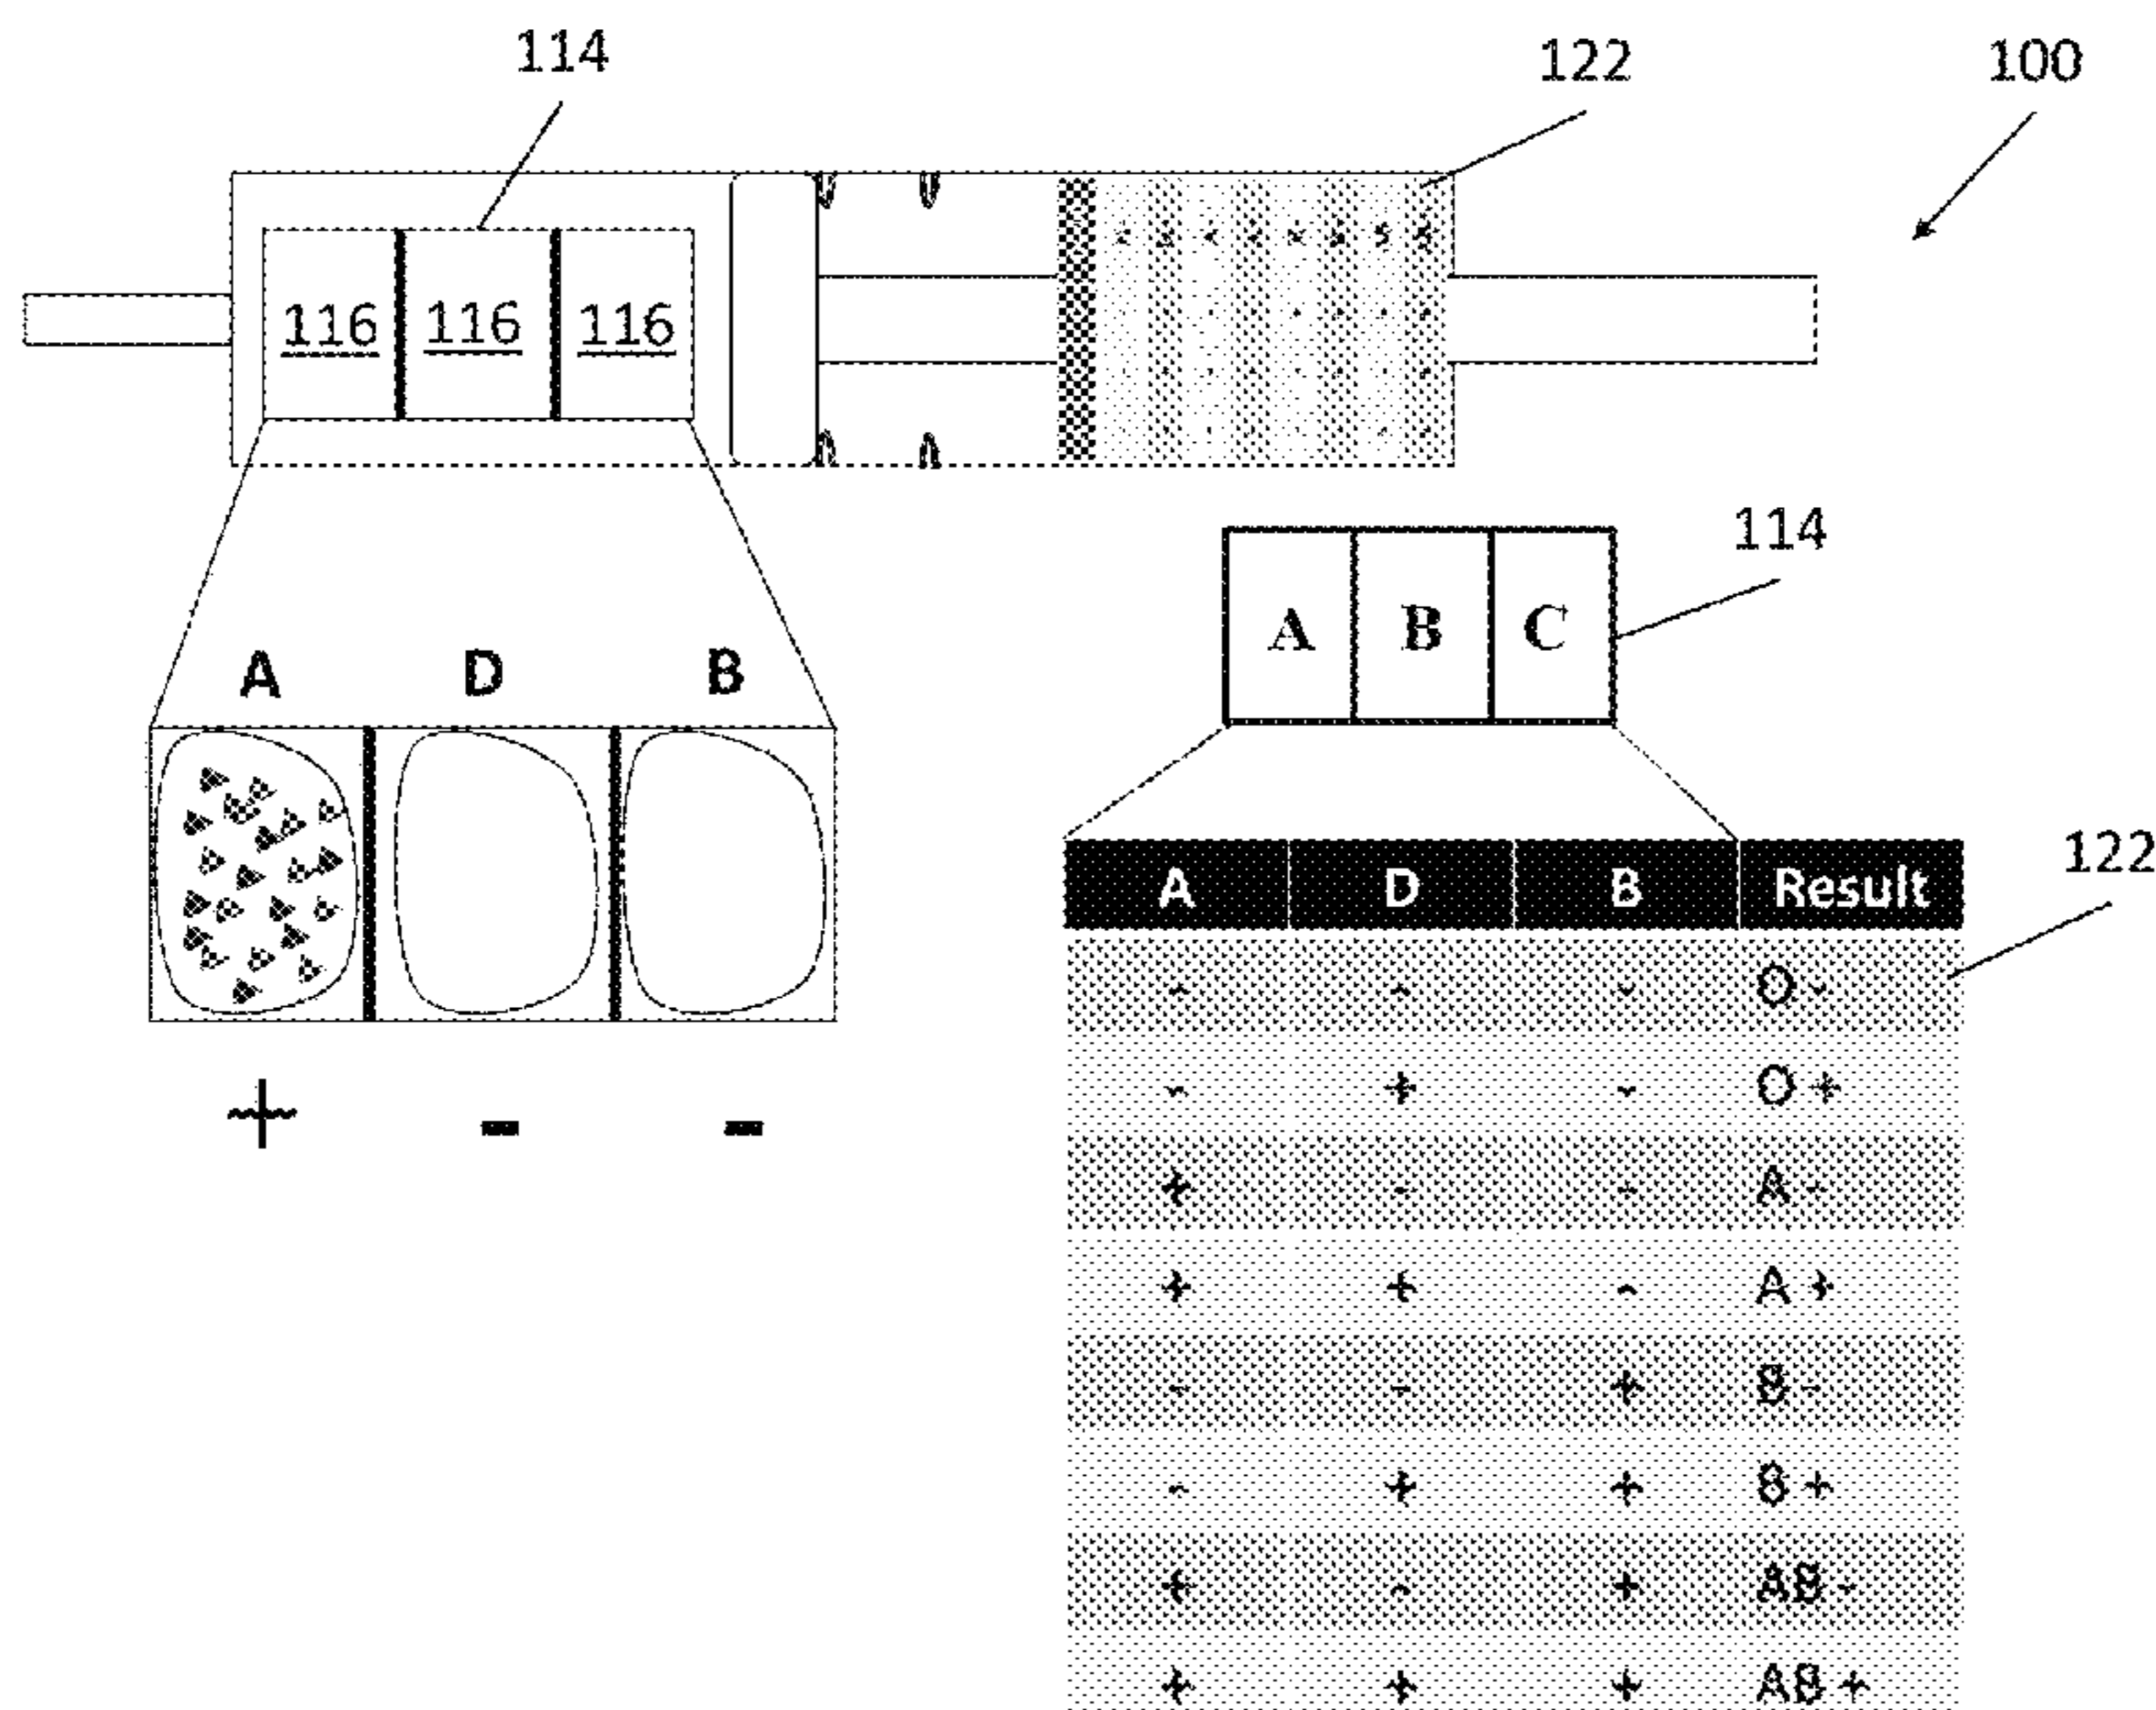 114
122
100
116 116 116
114
A B C
A D B
122
A D B Result
- - - O -
- + - O +
+ - - A -
+ + - A +
- - + B -
- + + B +
+ - + AB -
+ + + AB +
+ - -